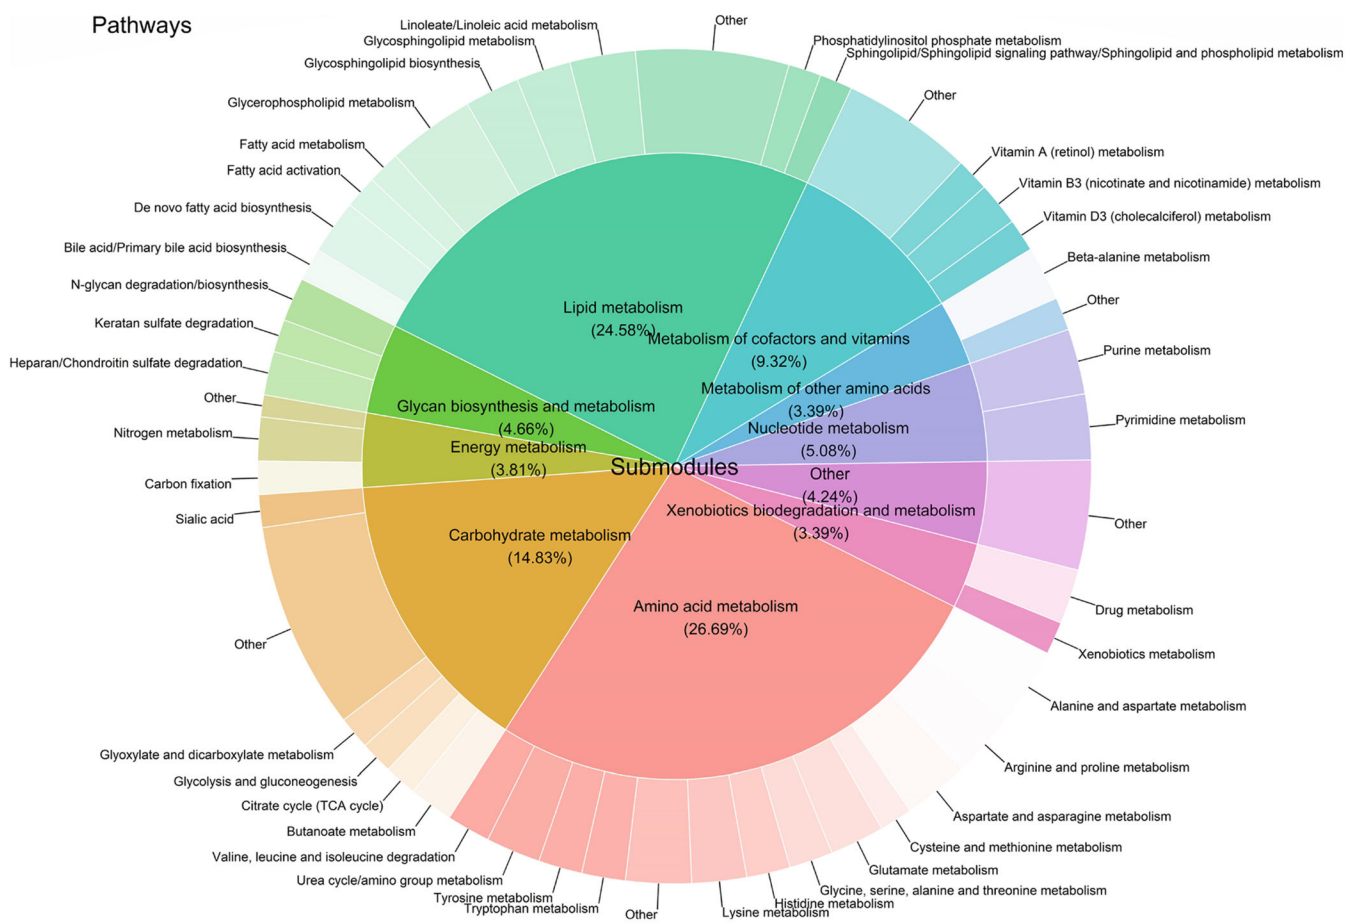 Pathways
Linoleate/Linoleic acid metabolism
Glycosphingolipid metabolism
Glycosphingolipid biosynthesis
Glycerophospholipid metabolism
Fatty acid metabolism
Fatty acid activation
De novo fatty acid biosynthesis
Bile acid/Primary bile acid biosynthesis
N-glycan degradation/biosynthesis
Keratan sulfate degradation
Heparan/Chondroitin sulfate degradation
Other
Nitrogen metabolism
Carbon fixation
Sialic acid
Other
Glyoxylate and dicarboxylate metabolism
Glycolysis and gluconeogenesis
Citrate cycle (TCA cycle)
Butanoate metabolism
Valine, leucine and isoleucine degradation
Urea cycle/amino group metabolism
Tyrosine metabolism
Tryptophan metabolism
Other
Lysine metabolism
Histidine metabolism
Glycine, serine, alanine and threonine metabolism
Glutamate metabolism
Cysteine and methionine metabolism
Aspartate and asparagine metabolism
Arginine and proline metabolism
Alanine and aspartate metabolism
Xenobiotics metabolism
Drug metabolism
Other
Pyrimidine metabolism
Purine metabolism
Other
Beta-alanine metabolism
Vitamin D3 (cholecalciferol) metabolism
Vitamin B3 (nicotinate and nicotinamide) metabolism
Vitamin A (retinol) metabolism
Other
Sphingolipid/Sphingolipid signaling pathway/Sphingolipid and phospholipid metabolism
Phosphatidylinositol phosphate metabolism
Other
Lipid metabolism
(24.58%)
Metabolism of cofactors and vitamins
(9.32%)
Metabolism of other amino acids
(3.39%)
Nucleotide metabolism
(5.08%)
Glycan biosynthesis and metabolism
(4.66%)
Energy metabolism
(3.81%)
Submodules
Other
(4.24%)
Xenobiotics biodegradation and metabolism
(3.39%)
Carbohydrate metabolism
(14.83%)
Amino acid metabolism
(26.69%)